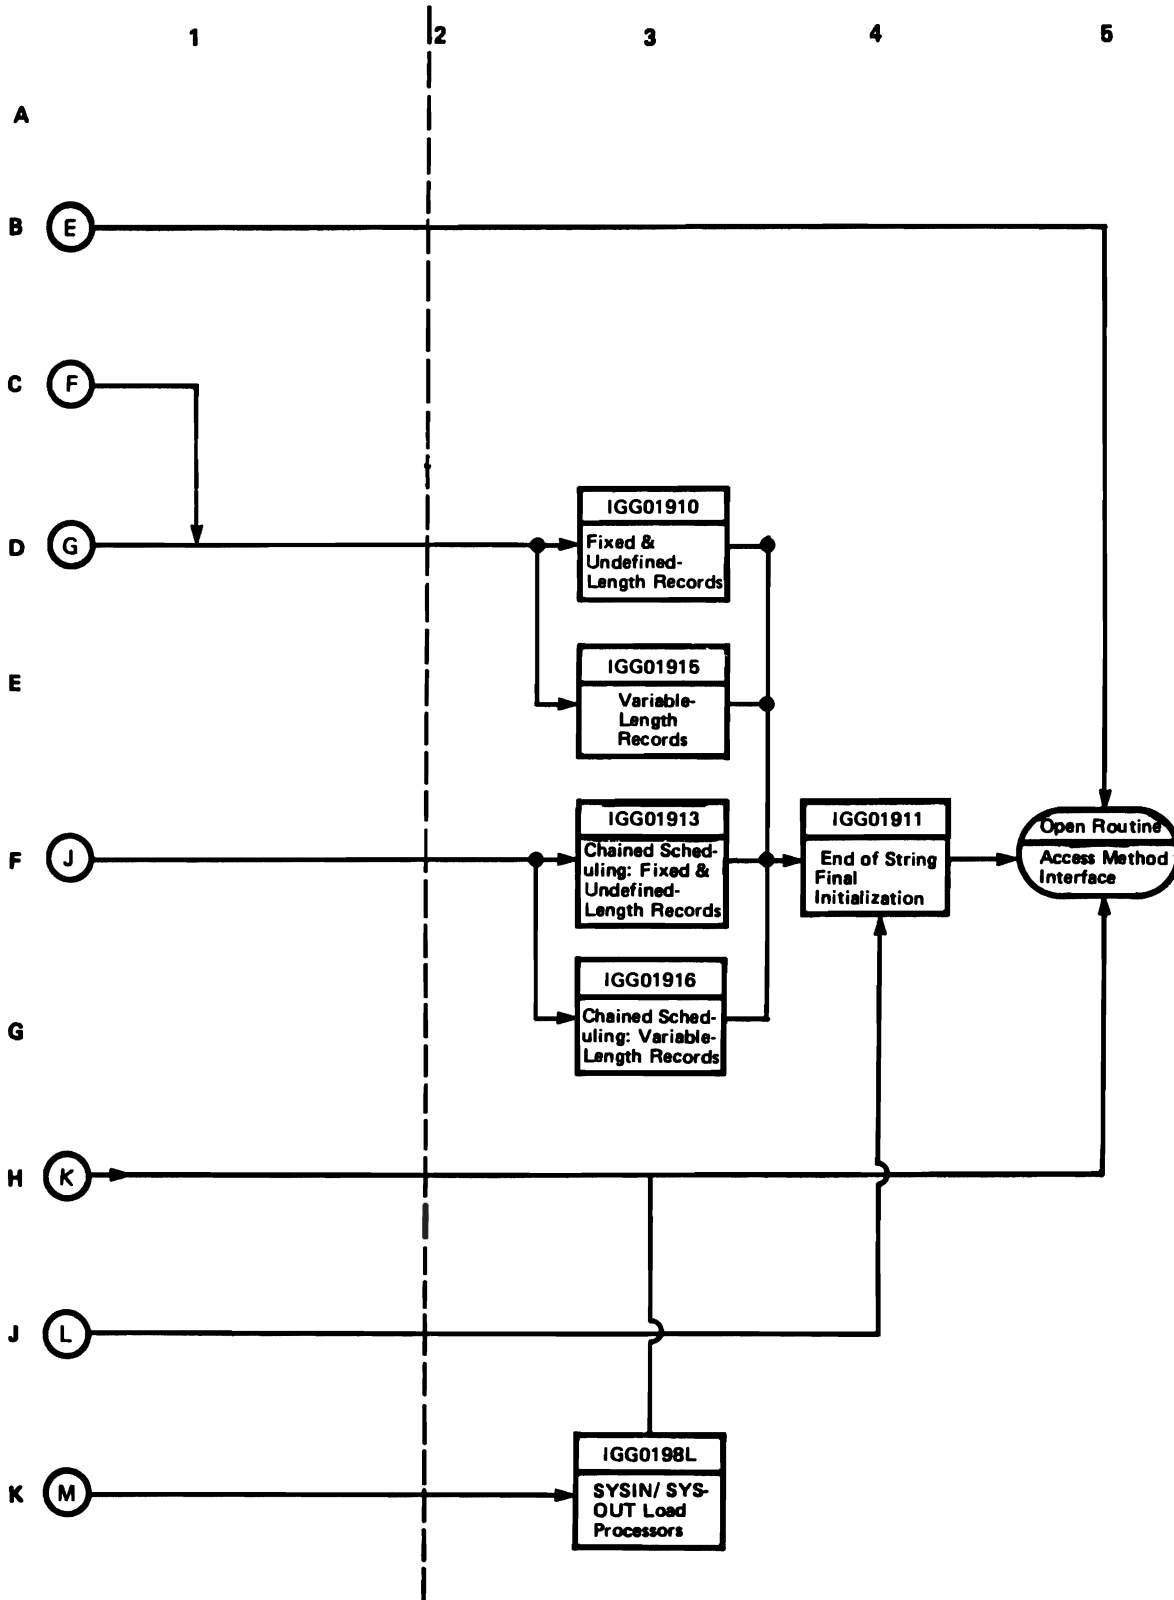 1 2 3 4 5
A
B E
C F
IGG01910
D G
Fixed &
Undefined-
Length Records
IGG01915
E
Variable-
Length
Records
IGG01913
IGG01911
Open Routine
F J
Chained Sched-
uling: Fixed &
Undefined-
Length Records
End of String
Final
Initialization
Access Method
Interface
IGG01916
G
Chained Sched-
uling: Variable-
Length Records
H K
J L
IGG0198L
K M
SYSIN/ SYS-
OUT Load
Processors